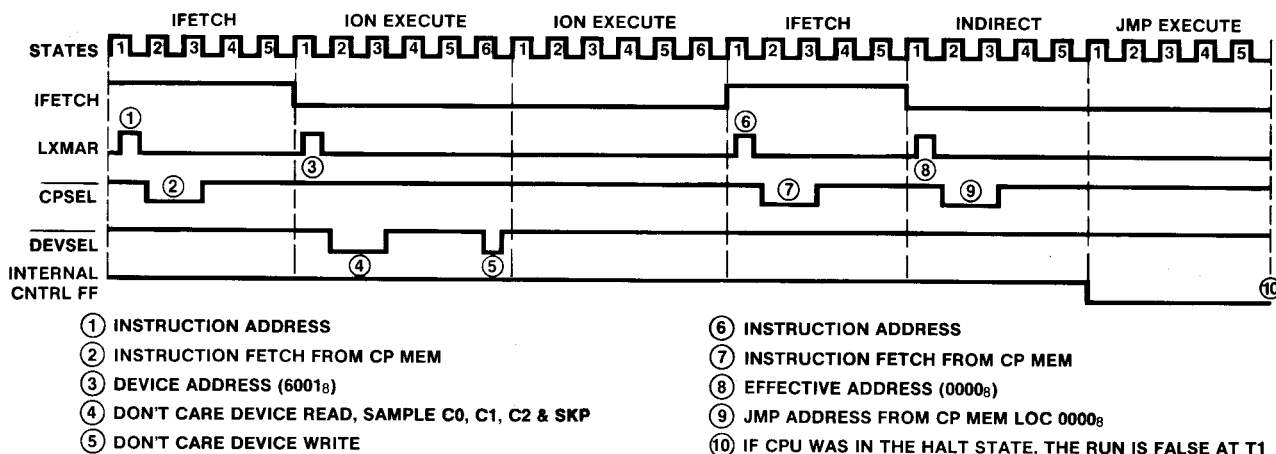 IFETCH ION EXECUTE ION EXECUTE IFETCH INDIRECT JMP EXECUTE
STATES 1 2 3 4 5 1 2 3 4 5 6 1 2 3 4 5 6 1 2 3 4 5 1 2 3 4 5 1 2 3 4 5
IFETCH
① ⑥
LXMAR
③ ⑧
CPSEL ② ⑦ ⑨
DEVSEL
④ ⑤
INTERNAL
CNTRL FF ⑩
① INSTRUCTION ADDRESS
② INSTRUCTION FETCH FROM CP MEM
③ DEVICE ADDRESS (6001₈)
④ DON'T CARE DEVICE READ, SAMPLE C0, C1, C2 & SKP
⑤ DON'T CARE DEVICE WRITE
⑥ INSTRUCTION ADDRESS
⑦ INSTRUCTION FETCH FROM CP MEM
⑧ EFFECTIVE ADDRESS (0000₈)
⑨ JMP ADDRESS FROM CP MEM LOC 0000₈
⑩ IF CPU WAS IN THE HALT STATE, THE RUN IS FALSE AT T1